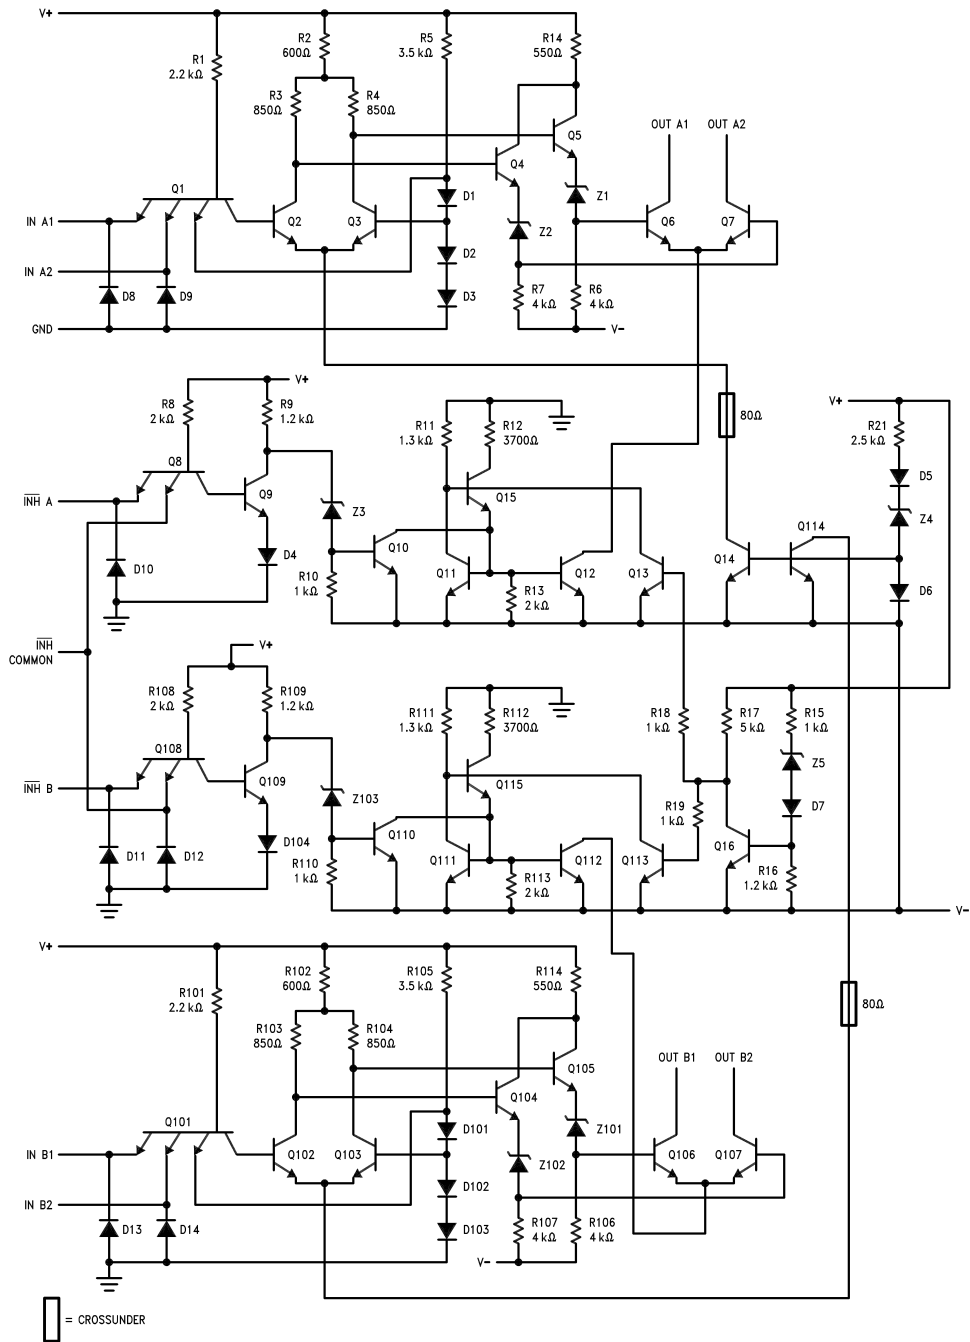 V+
R1
2.2 kΩ
R2
600Ω
R5
3.5 kΩ
R14
550Ω
R3
850Ω
R4
850Ω
OUT A1
OUT A2
Q5
Q4
Q1
D1
Z1
IN A1
Q2
Q3
Q6
Q7
Z2
D2
IN A2
D8
D9
D3
R7
4 kΩ
R6
4 kΩ
GND
V-
V+
R8
2 kΩ
R9
1.2 kΩ
R11
1.3 kΩ
R12
3700Ω
80Ω
V+
R21
2.5 kΩ
Q8
D5
INH A
Q9
Q15
Z3
Z4
Q114
Q10
D4
D10
R10
1 kΩ
Q11
Q12
Q13
Q14
R13
2 kΩ
D6
INH
COMMON
V+
R108
2 kΩ
R109
1.2 kΩ
R111
1.3 kΩ
R112
3700Ω
R18
1 kΩ
R17
5 kΩ
R15
1 kΩ
Q108
Z5
INH B
Q109
Q115
Z103
R19
1 kΩ
D7
Q110
D104
D11
D12
R110
1 kΩ
Q111
Q112
Q113
Q16
R113
2 kΩ
R16
1.2 kΩ
V-
V+
R101
2.2 kΩ
R102
600Ω
R105
3.5 kΩ
R114
550Ω
80Ω
R103
850Ω
R104
850Ω
OUT B1
OUT B2
Q105
Q104
Q101
D101
Z101
IN B1
Q102
Q103
Q106
Q107
Z102
D102
IN B2
D13
D14
D103
R107
4 kΩ
R106
4 kΩ
V-
= CROSSUNDER